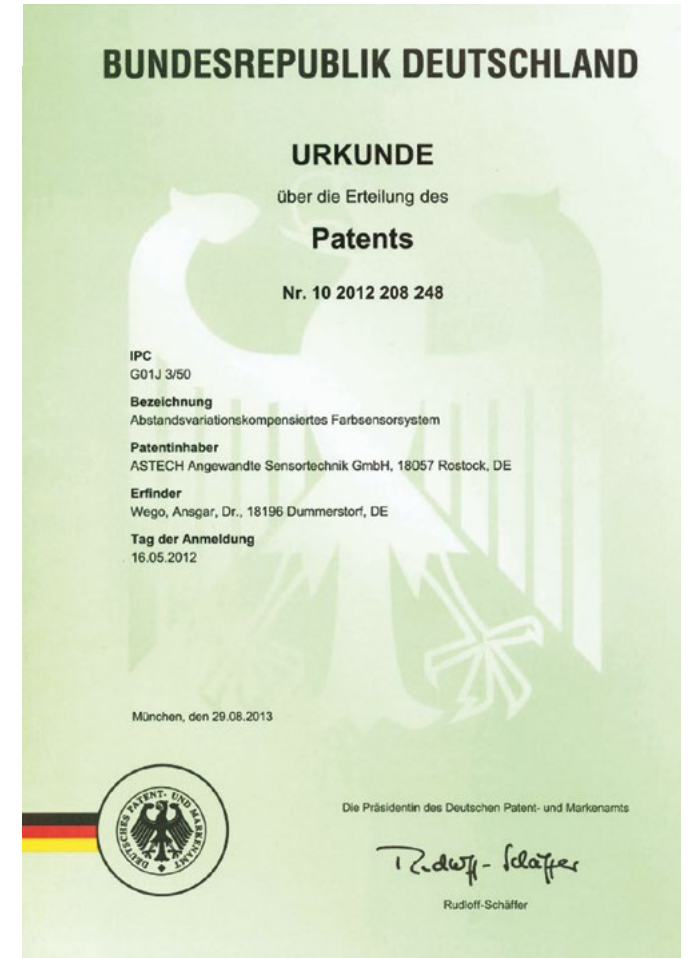 BUNDESREPUBLIK DEUTSCHLAND
URKUNDE
über die Erteilung des
Patents
Nr. 10 2012 208 248
IPC
G01J 3/50
Bezeichnung
Abstandsvariationskompensiertes Farbsensorsystem
Patentinhaber
ASTECH Angewandte Sensortechnik GmbH, 18057 Rostock, DE
Erfinder
Wego, Ansgar, Dr., 18196 Dummerstorf, DE
Tag der Anmeldung
16.05.2012
München, den 29.08.2013
DEUTSCHES PATENT- UND MARKENAMT
Die Präsidentin des Deutschen Patent- und Markenamts
Rudloff-Schäffer
Rudloff-Schäffer